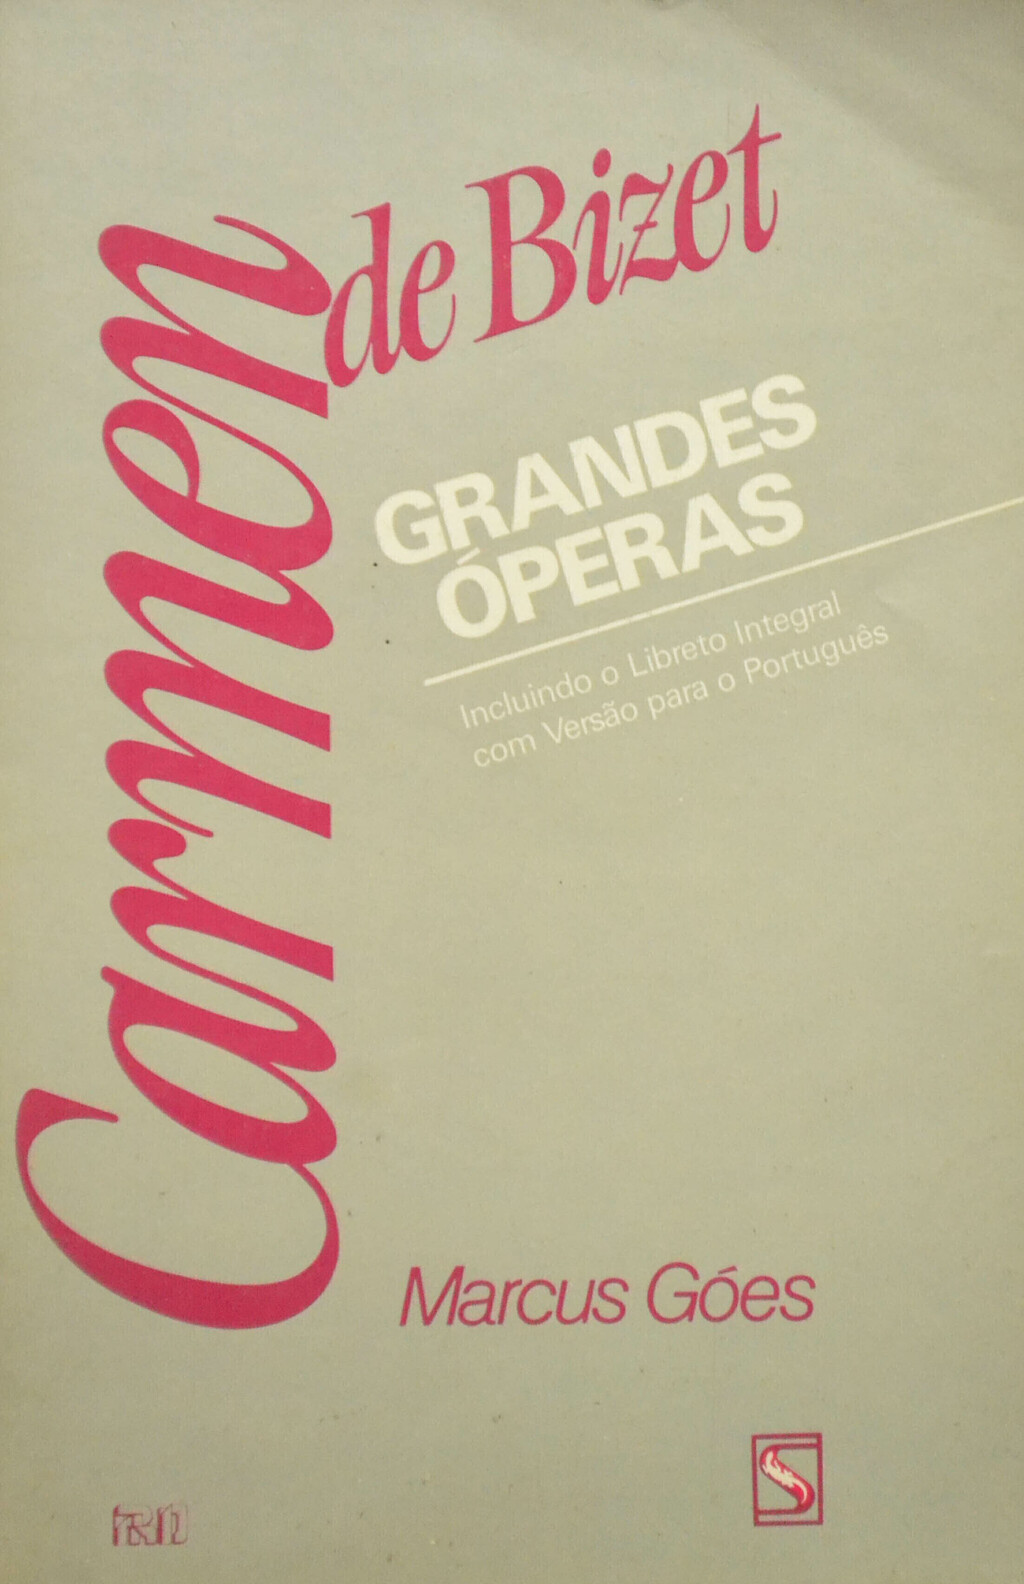 Carmen
de Bizet
GRANDES
ÓPERAS
Incluindo o Libreto Integral
com Versão para o Português
Marcus Góes
S